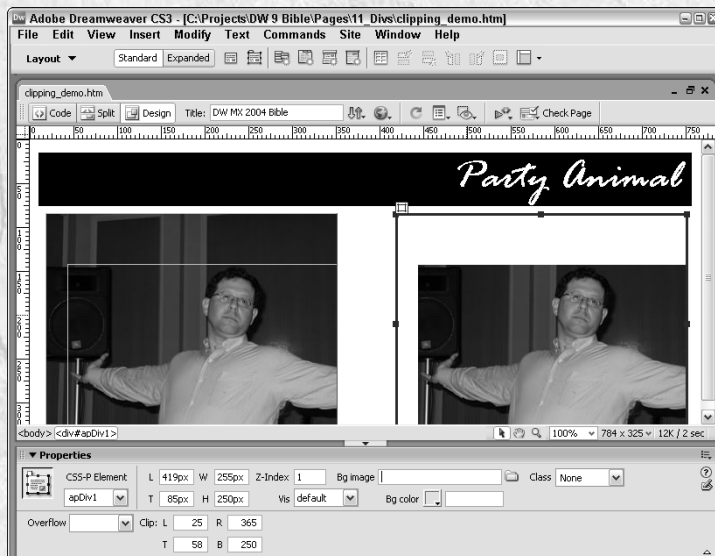 Adobe Dreamweaver CS3 - [C:\Projects\DW 9 Bible\Pages\11_Divs\clipping_demo.htm]
File Edit View Insert Modify Text Commands Site Window Help
Layout Standard Expanded
clipping_demo.htm
Code Split Design Title: DW MX 2004 Bible Check Page
0 50 100 150 200 250 300 350 400 450 500 550 600 650 700 750
Party Animal
<body> <div#apDiv1> 100% 784 x 325 12K / 2 sec
Properties
CSS-P Element L 419px W 255px Z-Index 1 Bg image Class None
apDiv1 T 85px H 250px Vis default Bg color
Overflow Clip: L 25 R 365
T 58 B 250